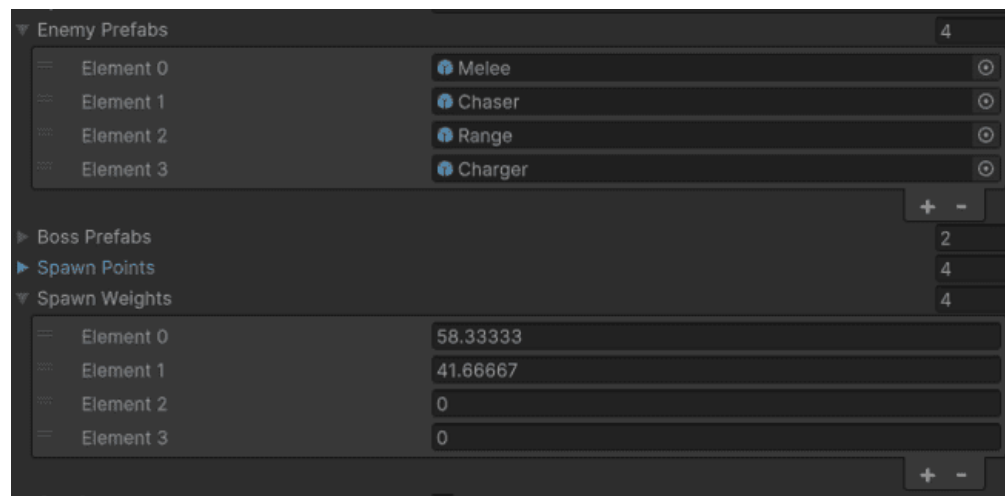 Enemy Prefabs 4
Element 0 Melee
Element 1 Chaser
Element 2 Range
Element 3 Charger
+ -
Boss Prefabs 2
Spawn Points 4
Spawn Weights 4
Element 0 58.33333
Element 1 41.66667
Element 2 0
Element 3 0
+ -